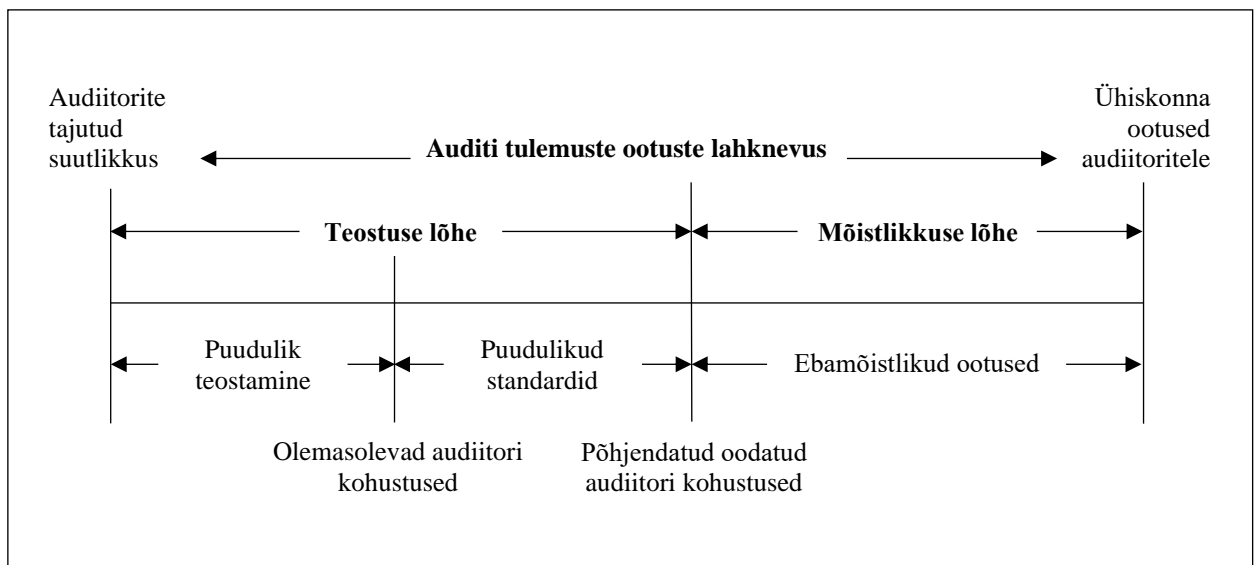 Audiitorite
tajutud
suutlikkus
Auditi tulemuste ootuste lahknevus
Ühiskonna
ootused
audiitoritele
Teostuse lõhe
Mõistlikkuse lõhe
Puudulik
teostamine
Puudulikud
standardid
Ebamõistlikud ootused
Olemasolevad audiitori
kohustused
Põhjendatud oodatud
audiitori kohustused